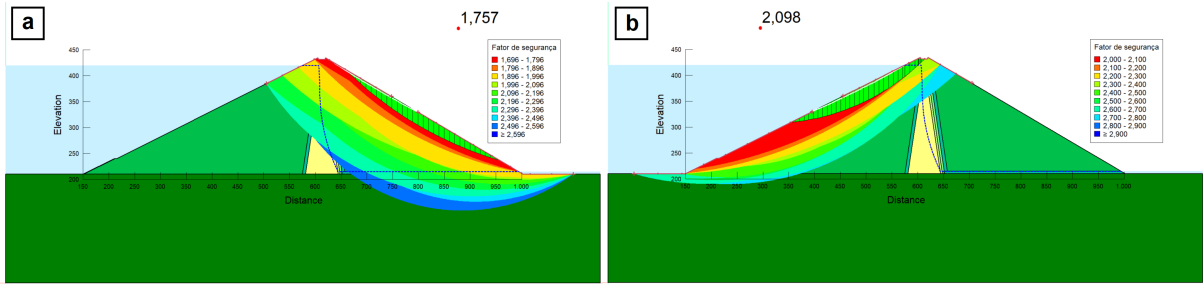 a
1,757
Fator de segurança
1,696 - 1,796
1,796 - 1,896
1,896 - 1,996
1,996 - 2,096
2,096 - 2,196
2,196 - 2,296
2,296 - 2,396
2,396 - 2,496
2,496 - 2,596
≥ 2,596
Elevation
450
400
350
300
250
200
150 200 250 300 350 400 450 500 550 600 650 700 750 800 850 900 950 1.000
Distance
b
2,098
Fator de segurança
2,000 - 2,100
2,100 - 2,200
2,200 - 2,300
2,300 - 2,400
2,400 - 2,500
2,500 - 2,600
2,600 - 2,700
2,700 - 2,800
2,800 - 2,900
≥ 2,900
Elevation
450
400
350
300
250
200
150 200 250 300 350 400 450 500 550 600 650 700 750 800 850 900 950 1.000
Distance